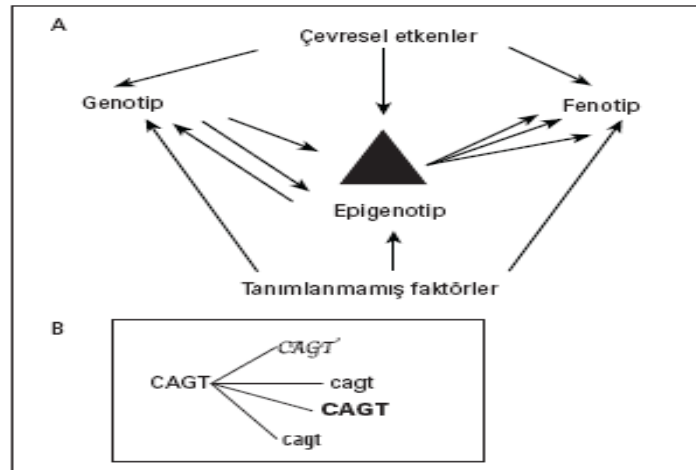 A
Çevresel etkenler
Genotip
Fenotip
Epigenotip
Tanımlanmamış faktörler
B
CAGT
CAGT
cagt
CAGT
cagt